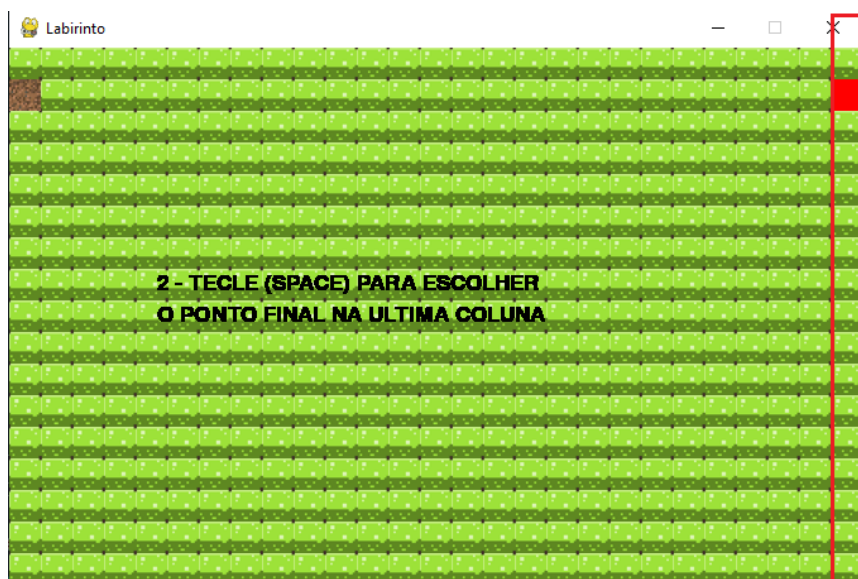 Labirinto
2 - TECLE (SPACE) PARA ESCOLHER
O PONTO FINAL NA ULTIMA COLUNA